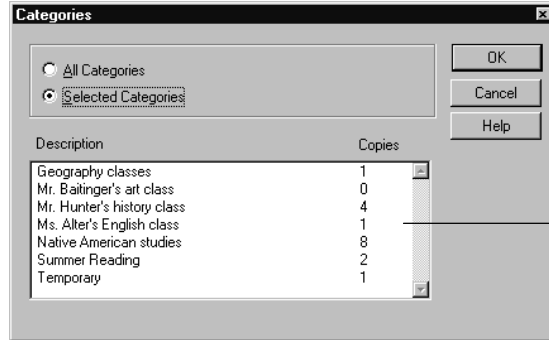 Categories
All Categories
Selected Categories
OK
Cancel
Help
Description Copies
Geography classes 1
Mr. Baitinger's art class 0
Mr. Hunter's history class 4
Ms. Alter's English class 1
Native American studies 8
Summer Reading 2
Temporary 1